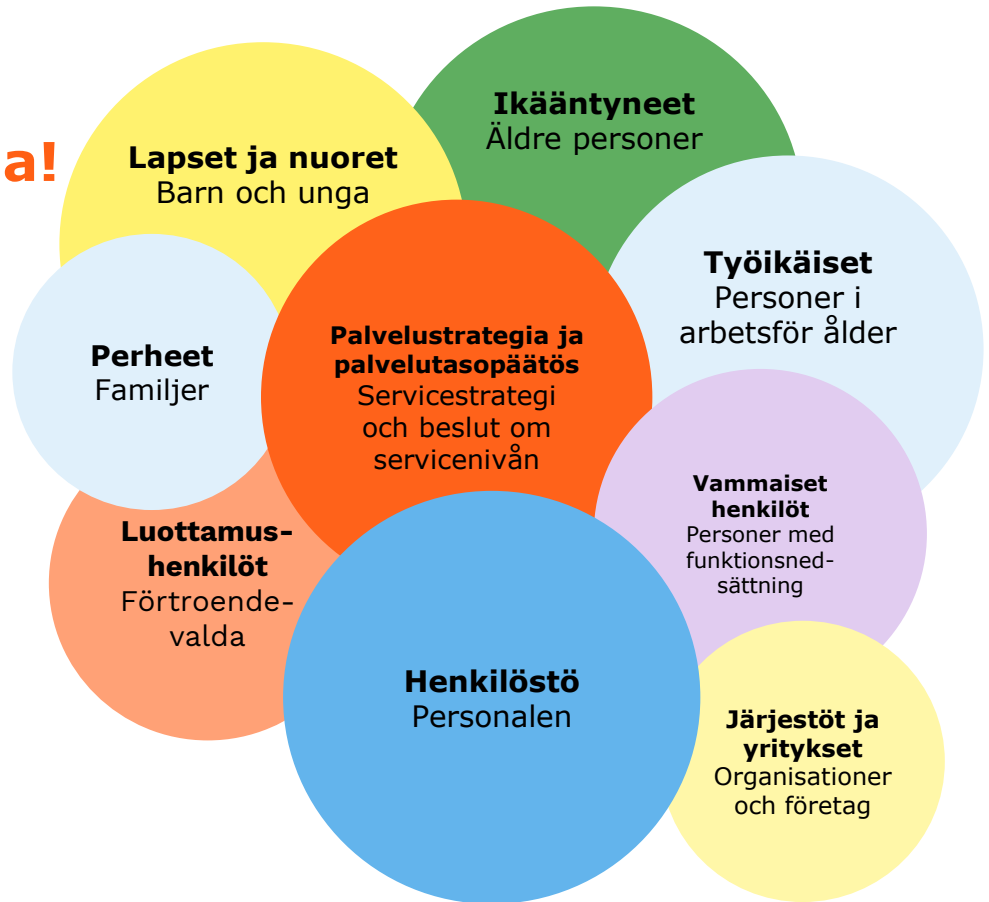 a!
Ikääntyneet
Äldre personer
Lapset ja nuoret
Barn och unga
Työikäiset
Personer i
arbetsför ålder
Perheet
Familjer
Palvelustrategia ja
palvelutasopäätös
Servicestrategi
och beslut om
servicenivån
Vammaiset
henkilöt
Personer med
funktionsned-
sättning
Luottamus-
henkilöt
Förtroende-
valda
Henkilöstö
Personalen
Järjestöt ja
yritykset
Organisationer
och företag